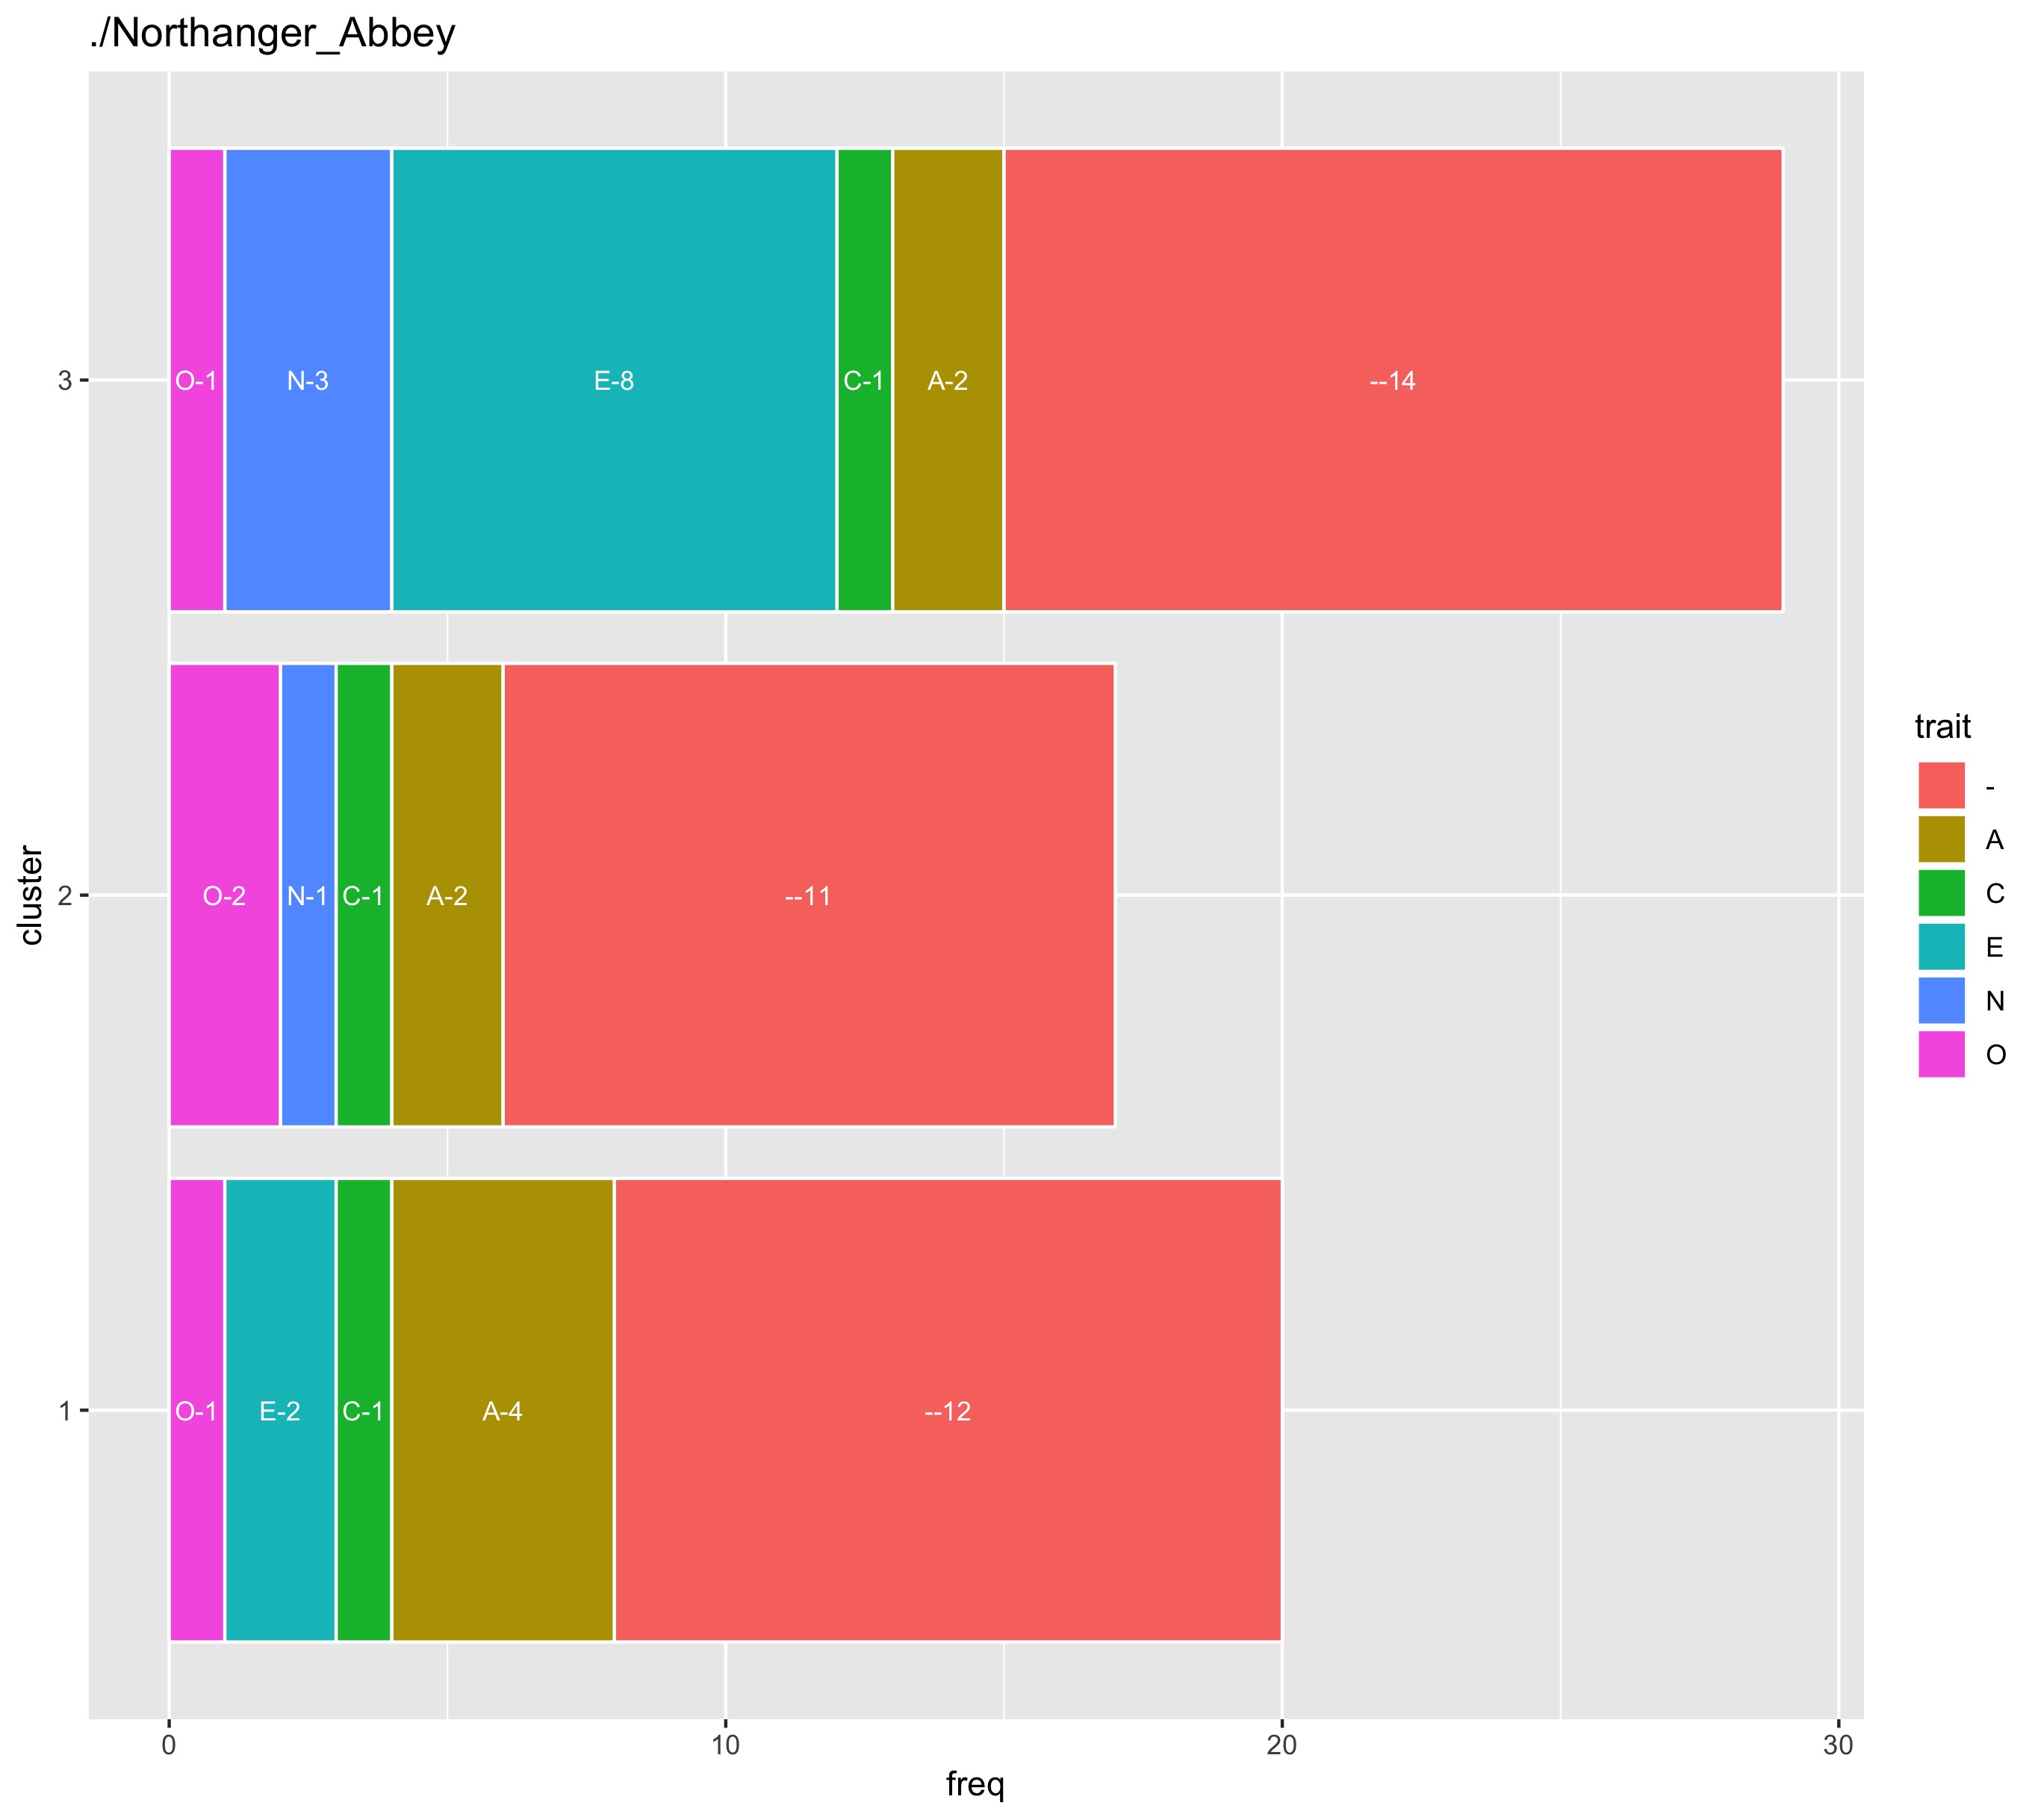 ./Northanger_Abbey
3
O-1 N-3 E-8 C-1 A-2 --14
2
O-2 N-1 C-1 A-2 --11
1
O-1 E-2 C-1 A-4 --12
cluster
0 10 20 30
freq
trait
-
A
C
E
N
O